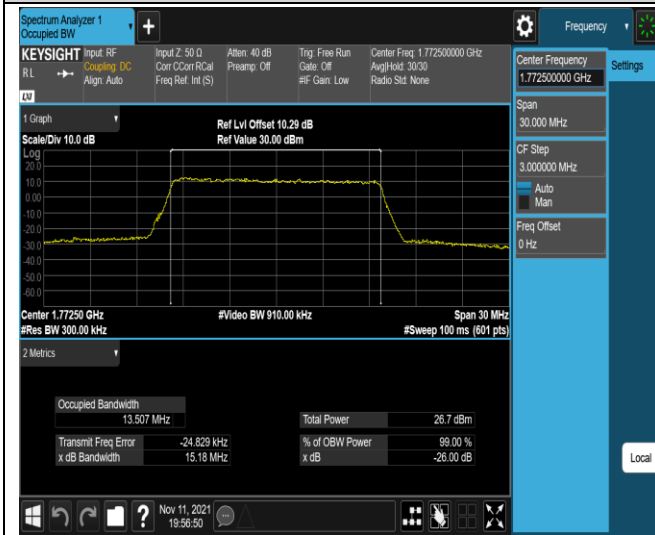 Spectrum Analyzer 1
Occupied BW
+
Frequency
KEYSIGHT
Input: RF
Input Z: 50 Ω
Atten: 40 dB
Trig: Free Run
Center Freq: 1.772500000 GHz
RL
Coupling: DC
Corr CCorr RCal
Preamp: Off
Gate: Off
Avg|Hold: 30/30
Align: Auto
Freq Ref: Int (S)
#IF Gain: Low
Radio Std: None
LXI
Center Frequency
1.772500000 GHz
Settings
Span
30.000 MHz
CF Step
3.000000 MHz
Auto
Man
Freq Offset
0 Hz
1 Graph
Ref Lvl Offset 10.29 dB
Scale/Div 10.0 dB
Ref Value 30.00 dBm
Log
20.0
10.0
0.00
-10.0
-20.0
-30.0
-40.0
-50.0
-60.0
Center 1.77250 GHz
#Video BW 910.00 kHz
Span 30 MHz
#Res BW 300.00 kHz
#Sweep 100 ms (601 pts)
2 Metrics
Occupied Bandwidth
13.507 MHz
Total Power
26.7 dBm
Transmit Freq Error
-24.829 kHz
% of OBW Power
99.00 %
x dB Bandwidth
15.18 MHz
x dB
-26.00 dB
Local
?
Nov 11, 2021
19:56:50